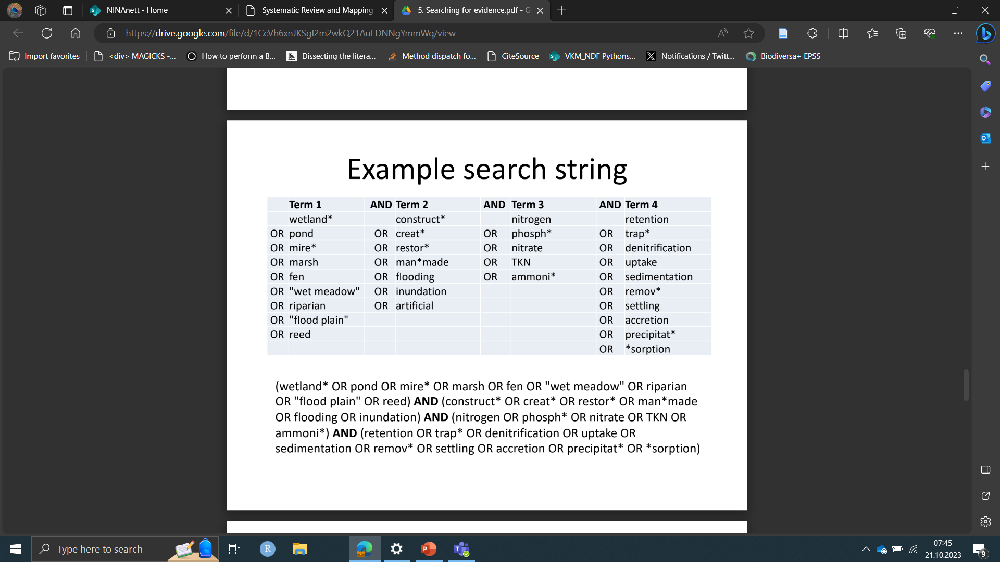 NINAnett - Home
Systematic Review and Mapping
5. Searching for evidence.pdf - G
https://drive.google.com/file/d/1CcVh6xnJKSgI2m2wkQ21AuFDNNgYmmWq/view
Import favorites
<div> MAGICKS -...
How to perform a B...
Dissecting the litera...
Method dispatch fo...
CiteSource
VKM_NDF Pythons...
Notifications / Twitt...
Biodiversa+ EPSS
Example search string
Term 1 AND Term 2 AND Term 3 AND Term 4
wetland* construct* nitrogen retention
OR pond OR creat* OR phosph* OR trap*
OR mire* OR restor* OR nitrate OR denitrification
OR marsh OR man*made OR TKN OR uptake
OR fen OR flooding OR ammoni* OR sedimentation
OR "wet meadow" OR inundation OR remov*
OR riparian OR artificial OR settling
OR "flood plain" OR accretion
OR reed OR precipitat*
OR *sorption
(wetland* OR pond OR mire* OR marsh OR fen OR "wet meadow" OR riparian
OR "flood plain" OR reed) AND (construct* OR creat* OR restor* OR man*made
OR flooding OR inundation) AND (nitrogen OR phosph* OR nitrate OR TKN OR
ammoni*) AND (retention OR trap* OR denitrification OR uptake OR
sedimentation OR remov* OR settling OR accretion OR precipitat* OR *sorption)
Type here to search
07:45
21.10.2023
9